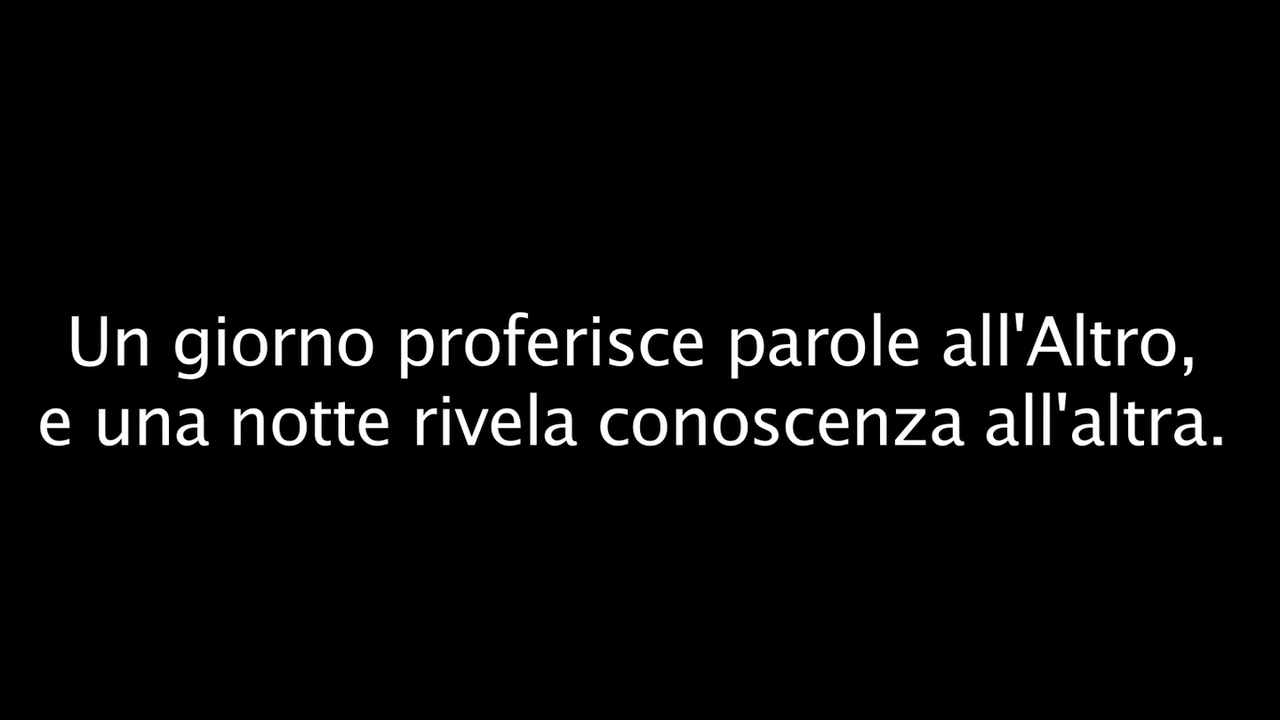 Un giorno proferisce parole all'Altro,
e una notte rivela conoscenza all'altra.